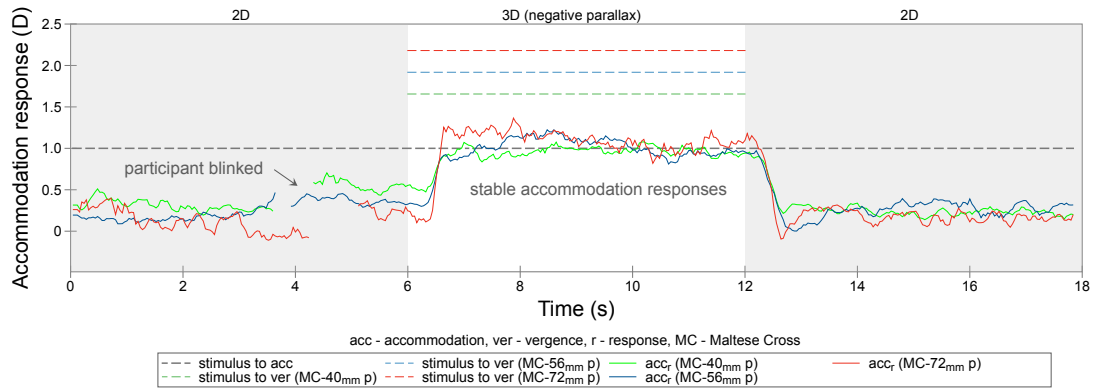 2D 3D (negative parallax) 2D
Accommodation response (D)
2.5
2.0
1.5
1.0
0.5
0
participant blinked
stable accommodation responses
0 2 4 6 8 10 12 14 16 18
Time (s)
acc - accommodation, ver - vergence, r - response, MC - Maltese Cross
stimulus to acc stimulus to ver (MC-56mm p) accr (MC-40mm p) accr (MC-72mm p)
stimulus to ver (MC-40mm p) stimulus to ver (MC-72mm p) accr (MC-56mm p)